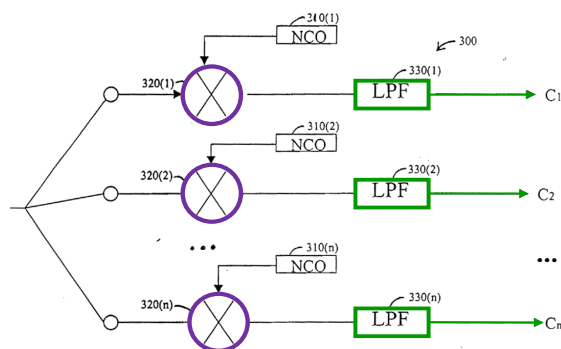 310(1)
NCO
300
320(1)
330(1)
LPF
C1
310(2)
NCO
320(2)
330(2)
LPF
C2
...
310(n)
NCO
...
320(n)
330(n)
LPF
Cn